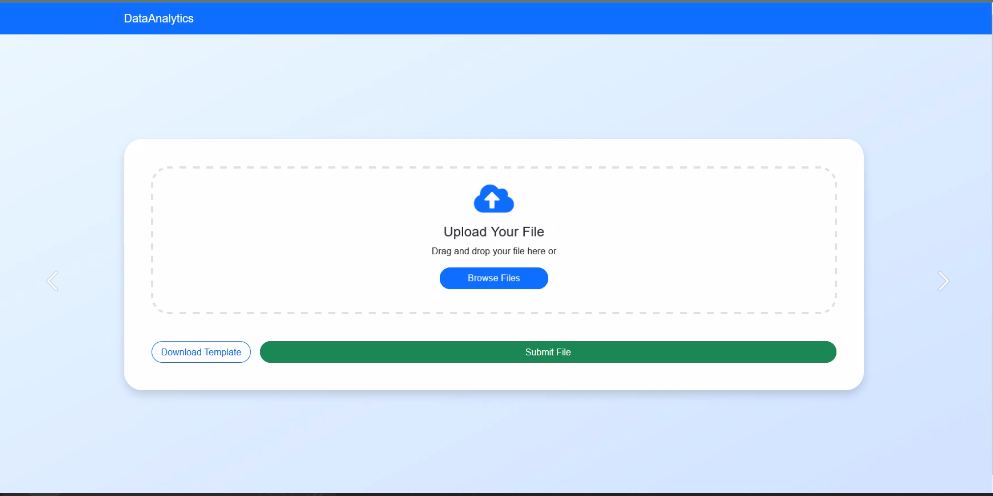 DataAnalytics
Upload Your File
Drag and drop your file here or
Browse Files
Download Template
Submit File